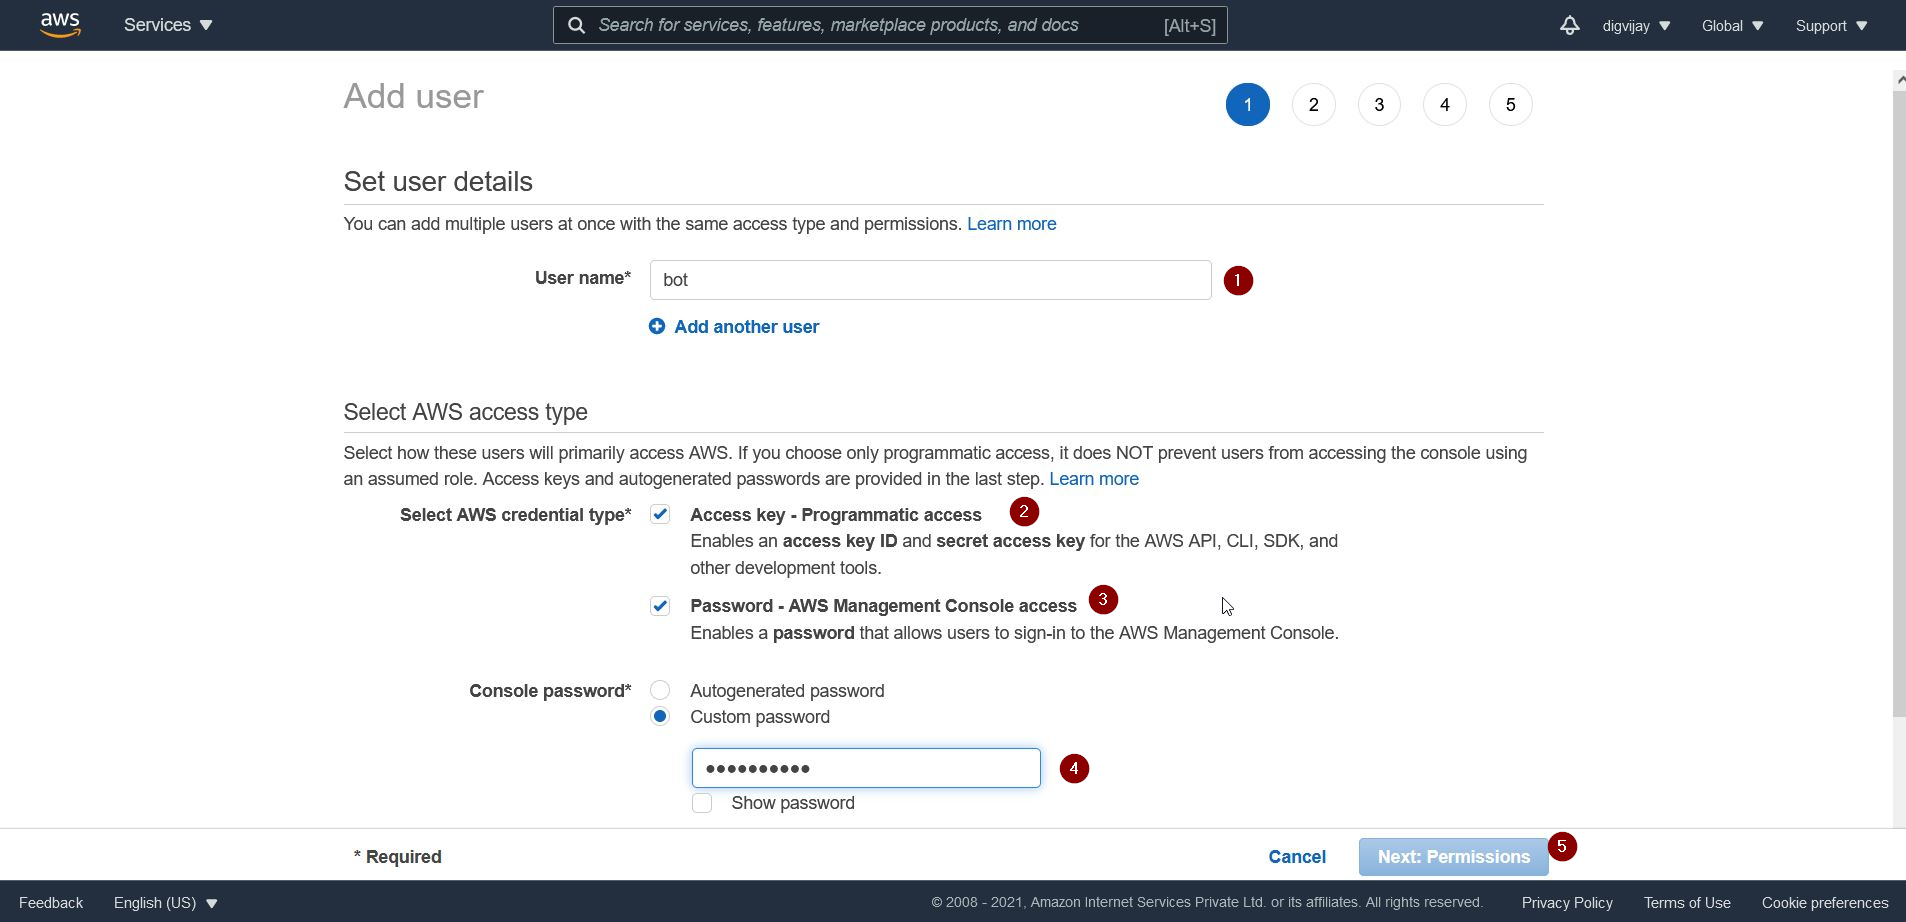 aws Services Search for services, features, marketplace products, and docs [Alt+S] digvijay Global Support
Add user 1 2 3 4 5
Set user details
You can add multiple users at once with the same access type and permissions. Learn more
User name* bot 1
Add another user
Select AWS access type
Select how these users will primarily access AWS. If you choose only programmatic access, it does NOT prevent users from accessing the console using
an assumed role. Access keys and autogenerated passwords are provided in the last step. Learn more
Select AWS credential type* Access key - Programmatic access 2
Enables an access key ID and secret access key for the AWS API, CLI, SDK, and
other development tools.
Password - AWS Management Console access 3
Enables a password that allows users to sign-in to the AWS Management Console.
Console password* Autogenerated password
Custom password
•••••••••• 4
Show password
* Required Cancel Next: Permissions 5
Feedback English (US) © 2008 - 2021, Amazon Internet Services Private Ltd. or its affiliates. All rights reserved. Privacy Policy Terms of Use Cookie preferences